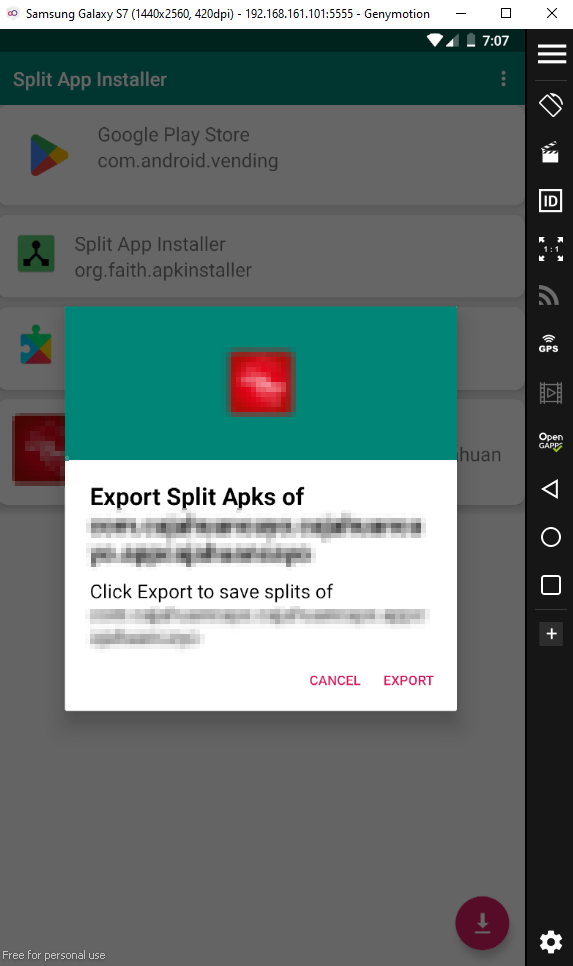 Samsung Galaxy S7 (1440x2560, 420dpi) - 192.168.161.101:5555 - Genymotion
7:07
Split App Installer
Google Play Store
com.android.vending
Split App Installer
org.faith.apkinstaller
huan
Export Split Apks of
Click Export to save splits of
CANCEL
EXPORT
ID
1 : 1
GPS
Open
GAPPS
Free for personal use